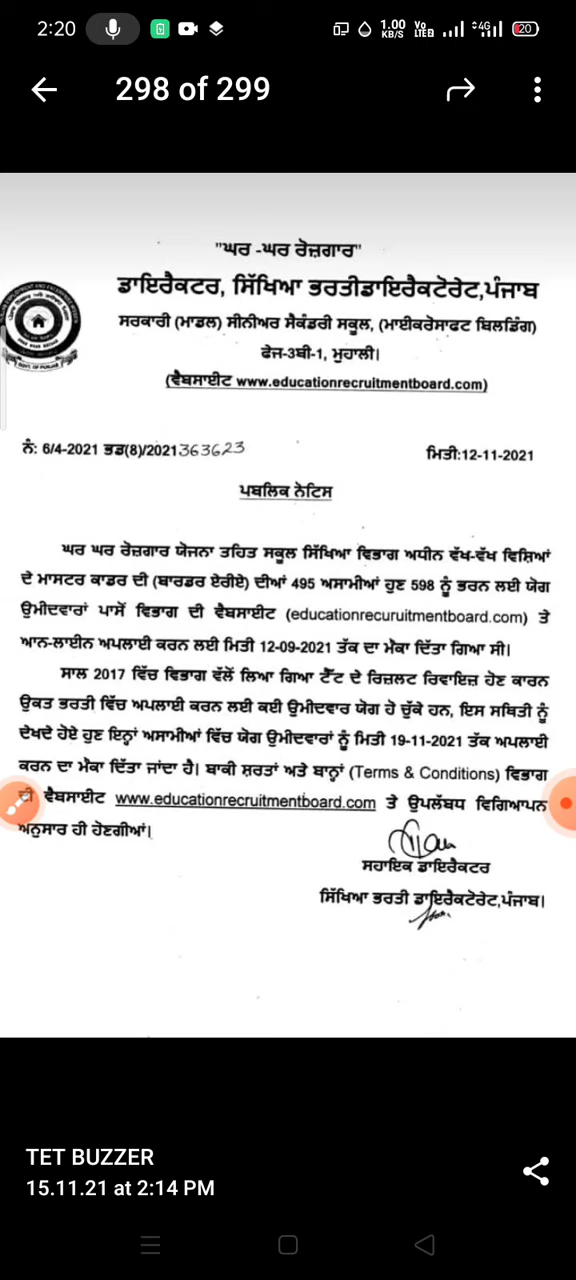 2:20
1.00 KB/S
Vo LTE2
4G
20
298 of 299
"ਘਰ -ਘਰ ਰੋਜ਼ਗਾਰ"
ਡਾਇਰੈਕਟਰ, ਸਿੱਖਿਆ ਭਰਤੀਡਾਇਰੈਕਟੋਰੇਟ,ਪੰਜਾਬ
ਸਰਕਾਰੀ (ਮਾਡਲ) ਸੀਨੀਅਰ ਸੈਕੰਡਰੀ ਸਕੂਲ, (ਮਾਈਕਰੋਸਾਫਟ ਬਿਲਡਿੰਗ)
ਫੇਜ-3ਬੀ-1, ਮੁਹਾਲੀ।
(ਵੈਬਸਾਈਟ www.educationrecruitmentboard.com)
ਨੰ: 6/4-2021 ਭਡ(8)/2021363623
ਮਿਤੀ:12-11-2021
ਪਬਲਿਕ ਨੋਟਿਸ
ਘਰ ਘਰ ਰੋਜ਼ਗਾਰ ਯੋਜਨਾ ਤਹਿਤ ਸਕੂਲ ਸਿੱਖਿਆ ਵਿਭਾਗ ਅਧੀਨ ਵੱਖ-ਵੱਖ ਵਿਸ਼ਿਆਂ
ਦੇ ਮਾਸਟਰ ਕਾਡਰ ਦੀ (ਬਾਰਡਰ ਏਰੀਏ) ਦੀਆਂ 495 ਅਸਾਮੀਆਂ ਹੁਣ 598 ਨੂੰ ਭਰਨ ਲਈ ਯੋਗ
ਉਮੀਦਵਾਰਾਂ ਪਾਸੋਂ ਵਿਭਾਗ ਦੀ ਵੈਬਸਾਈਟ (educationrecuruitmentboard.com) ਤੇ
ਆਨ-ਲਾਈਨ ਅਪਲਾਈ ਕਰਨ ਲਈ ਮਿਤੀ 12-09-2021 ਤੱਕ ਦਾ ਮੌਕਾ ਦਿੱਤਾ ਗਿਆ ਸੀ।
ਸਾਲ 2017 ਵਿੱਚ ਵਿਭਾਗ ਵੱਲੋਂ ਲਿਆ ਗਿਆ ਟੈੱਟ ਦੇ ਰਿਜ਼ਲਟ ਰਿਵਾਇਜ਼ ਹੋਣ ਕਾਰਨ
ਉਕਤ ਭਰਤੀ ਵਿੱਚ ਅਪਲਾਈ ਕਰਨ ਲਈ ਕਈ ਉਮੀਦਵਾਰ ਯੋਗ ਹੋ ਚੁੱਕੇ ਹਨ, ਇਸ ਸਥਿਤੀ ਨੂੰ
ਦੇਖਦੇ ਹੋਏ ਹੁਣ ਇਨ੍ਹਾਂ ਅਸਾਮੀਆਂ ਵਿੱਚ ਯੋਗ ਉਮੀਦਵਾਰਾਂ ਨੂੰ ਮਿਤੀ 19-11-2021 ਤੱਕ ਅਪਲਾਈ
ਕਰਨ ਦਾ ਮੌਕਾ ਦਿੱਤਾ ਜਾਂਦਾ ਹੈ। ਬਾਕੀ ਸ਼ਰਤਾਂ ਅਤੇ ਬਾਨ੍ਹਾਂ (Terms & Conditions) ਵਿਭਾਗ
ਦੀ ਵੈਬਸਾਈਟ www.educationrecruitmentboard.com ਤੇ ਉਪਲੱਬਧ ਵਿਗਿਆਪਨ
ਅਨੁਸਾਰ ਹੀ ਹੋਣਗੀਆਂ।
ਸਹਾਇਕ ਡਾਇਰੈਕਟਰ
ਸਿੱਖਿਆ ਭਰਤੀ ਡਾਇਰੈਕਟੋਰੇਟ,ਪੰਜਾਬ।
TET BUZZER
15.11.21 at 2:14 PM